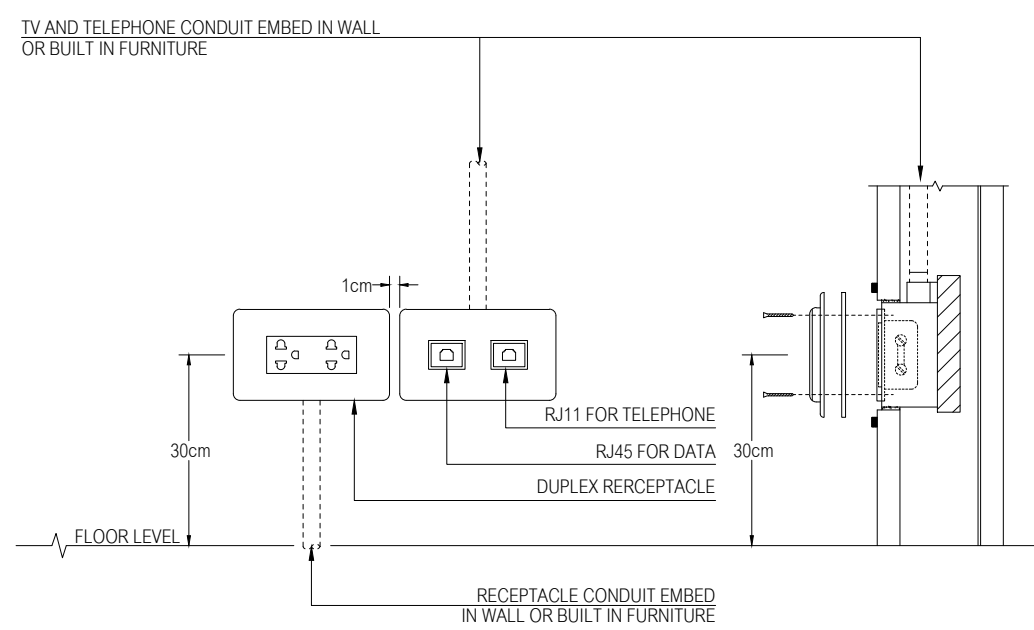 TV AND TELEPHONE CONDUIT EMBED IN WALL
OR BUILT IN FURNITURE
1cm
RJ11 FOR TELEPHONE
RJ45 FOR DATA
30cm
30cm
DUPLEX RERCEPTACLE
FLOOR LEVEL
RECEPTACLE CONDUIT EMBED
IN WALL OR BUILT IN FURNITURE